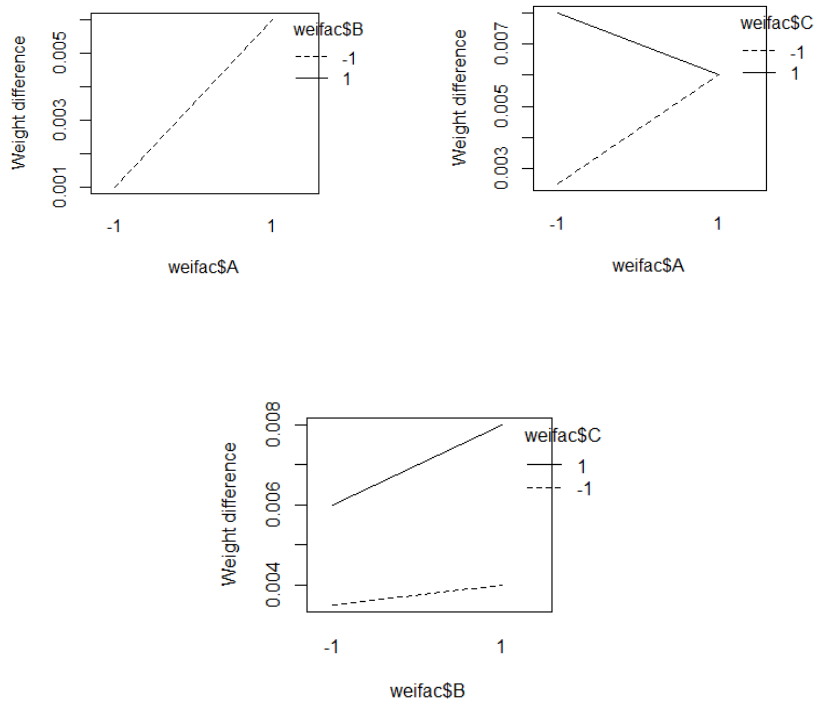 Weight difference
0.001
0.003
0.005
-1
1
weifac$A
weifac$B
-1
1
Weight difference
0.003
0.005
0.007
-1
1
weifac$A
weifac$C
-1
1
Weight difference
0.004
0.006
0.008
-1
1
weifac$B
weifac$C
1
-1